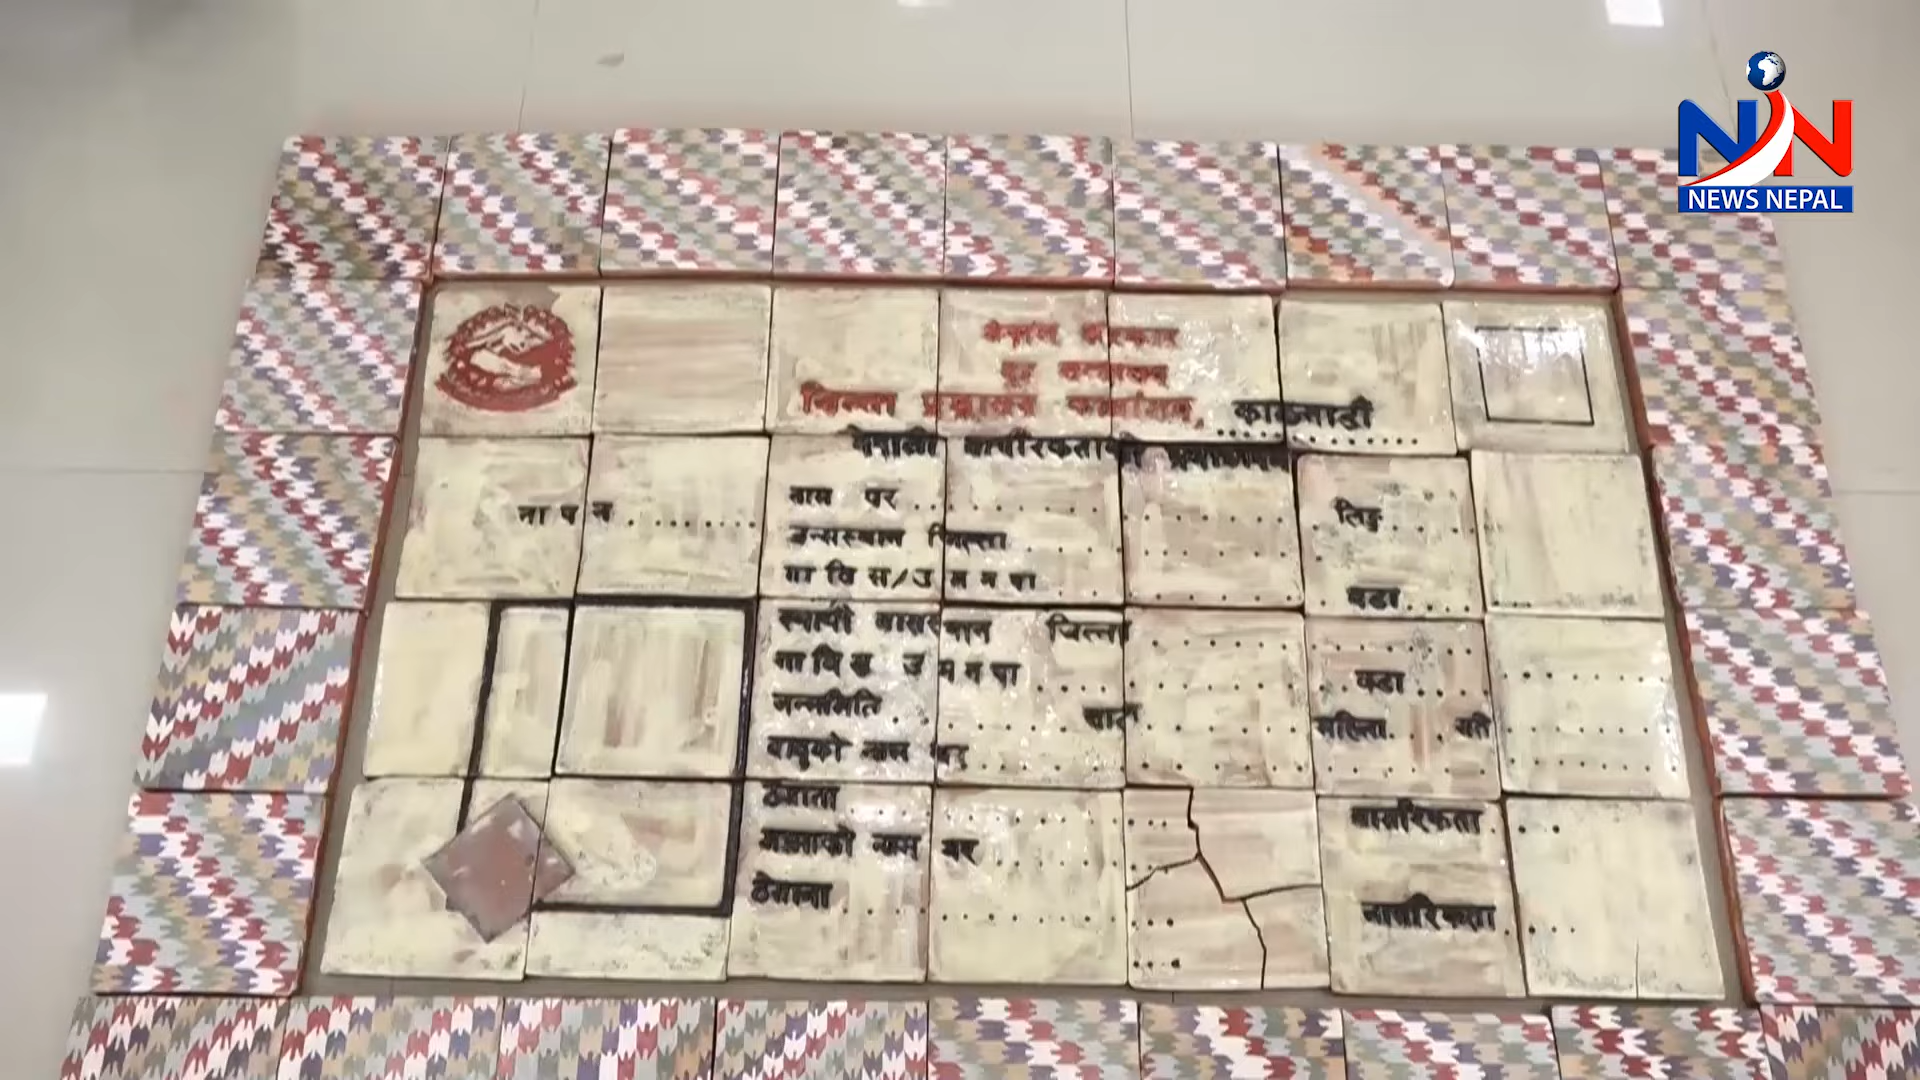 NIN
NEWS NEPAL
नेपाल सरकार
गृह मन्त्रालय
जिल्ला प्रशासन कार्यालय, काठमाडौं
नेपाली नागरिकताको प्रमाणपत्र
ना प न ........
नाम थर ........ लिङ्ग ....
जन्मस्थान जिल्ला ........
गा वि स/उ म न पा ........ वडा ....
स्थायी बासस्थान जिल्ला ........
गा वि स उ म न पा ........ वडा ....
जन्ममिति ........ साल ........ महिना.... गते
बाबुको नाम थर ........
ठेगाना ........ नागरिकता ...
आमाको नाम थर ........
ठेगाना ........ नागरिकता ....